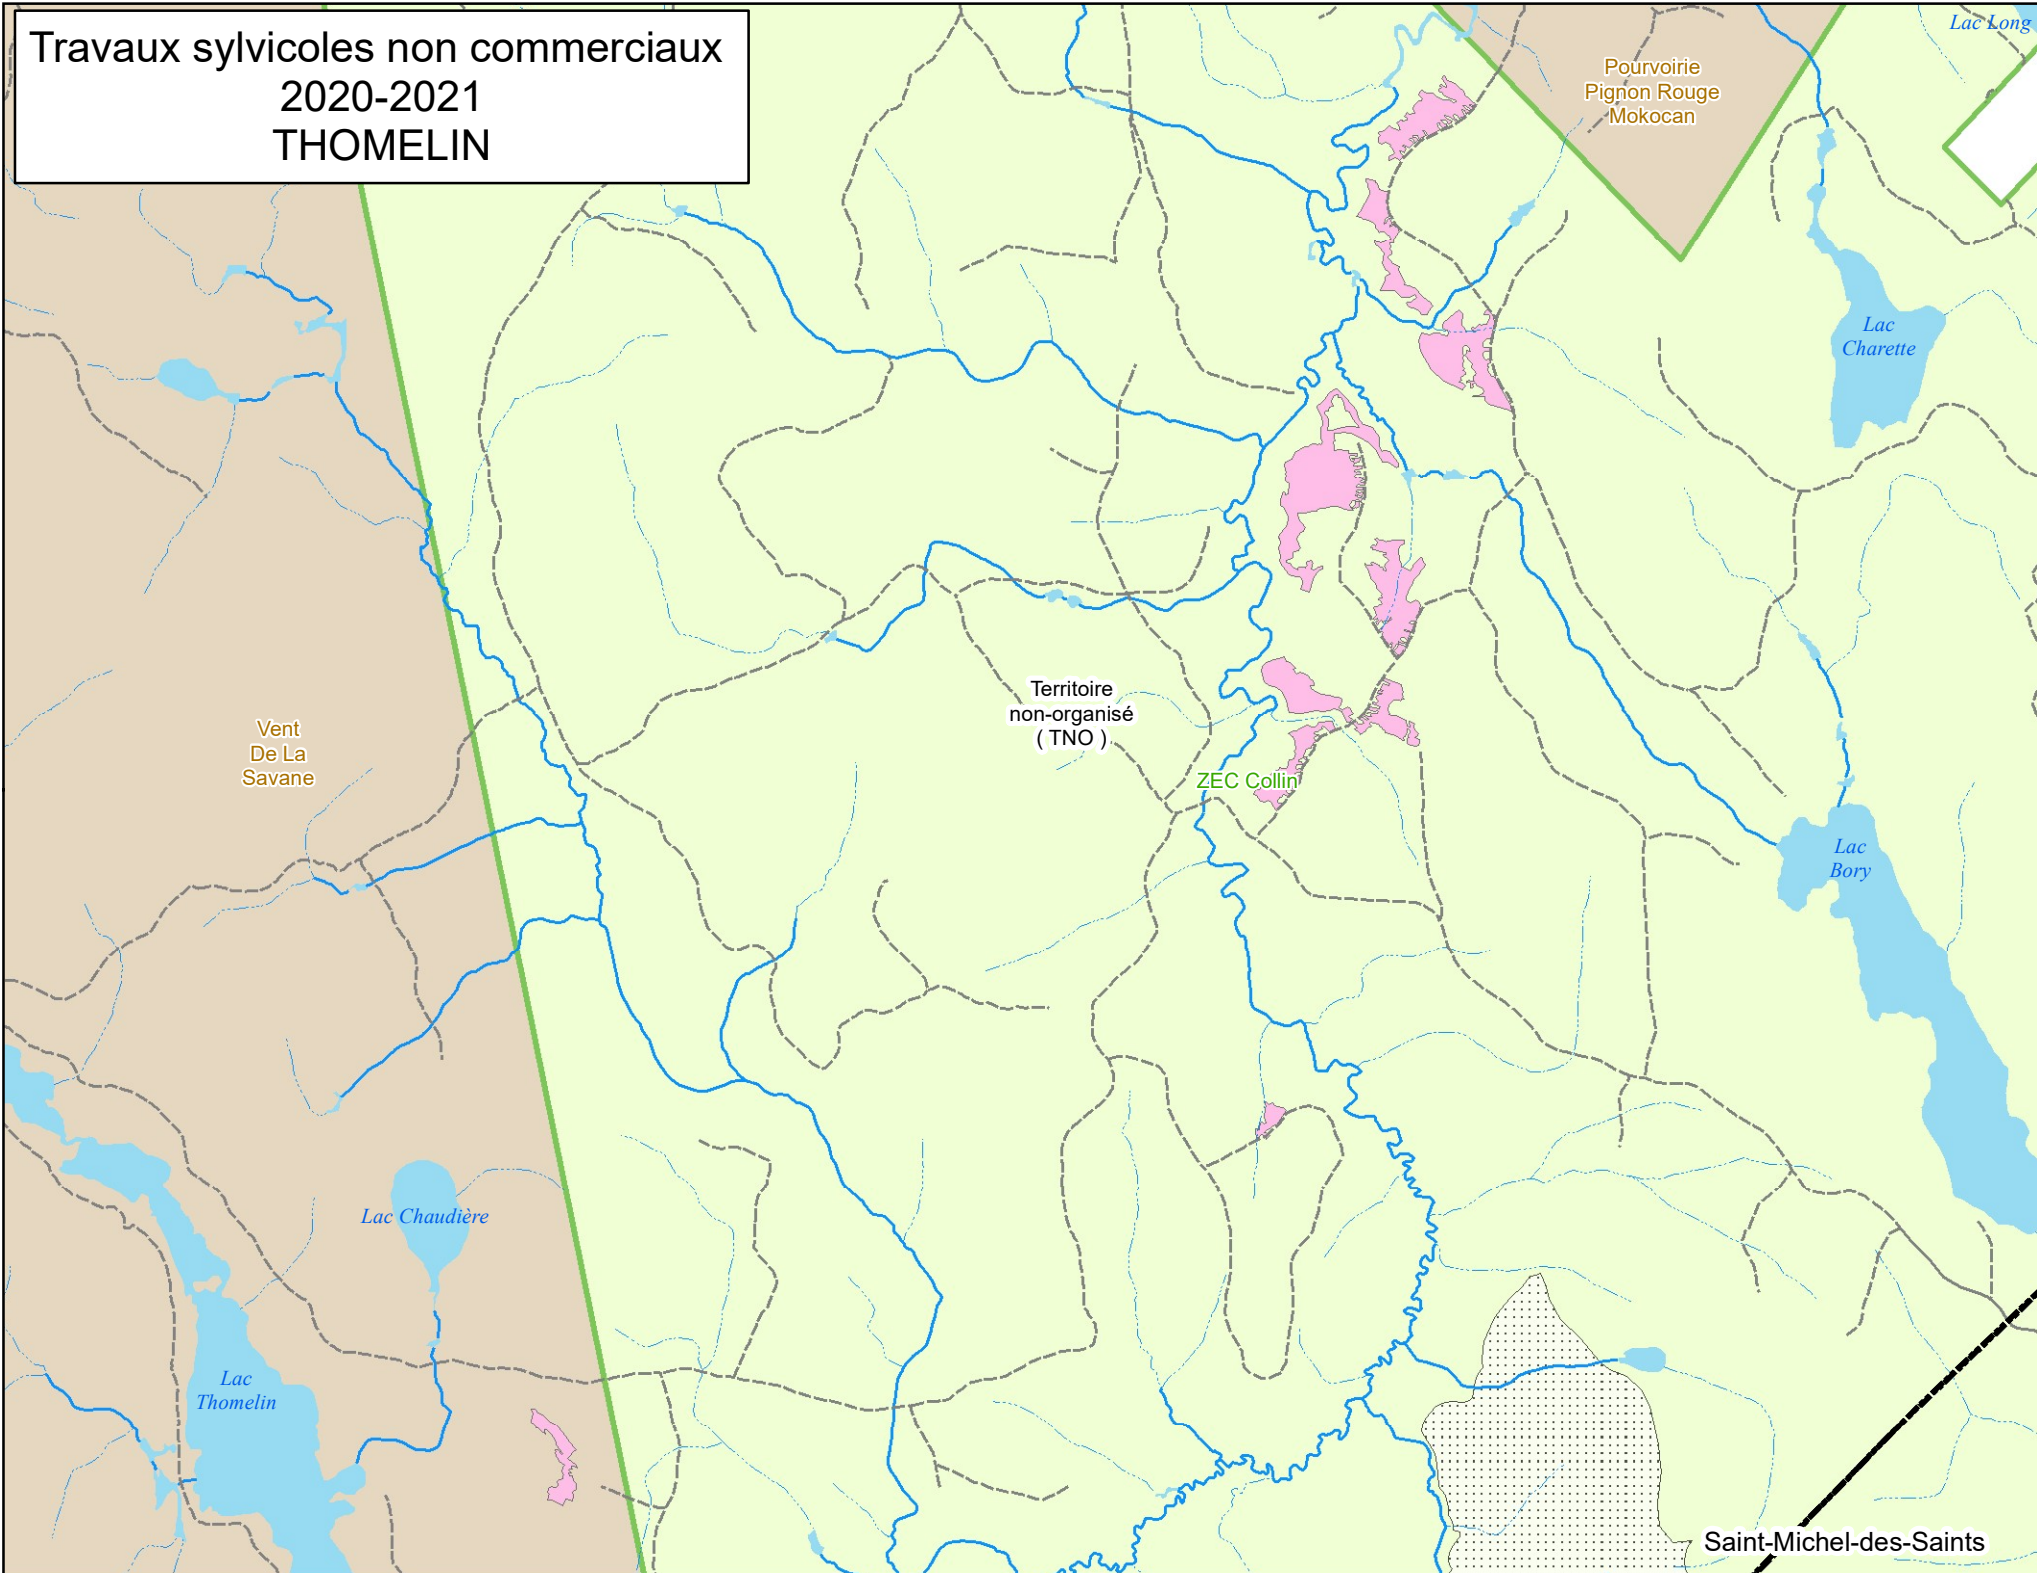 Travaux sylvicoles non commerciaux
2020-2021
THOMELIN
Lac Long
Pourvoirie
Pignon Rouge
Mokocan
Lac
Charette
Territoire
non-organisé
( TNO )
Vent
De La
Savane
ZEC Collin
Lac
Bory
Lac Chaudière
Lac
Thomelin
Saint-Michel-des-Saints